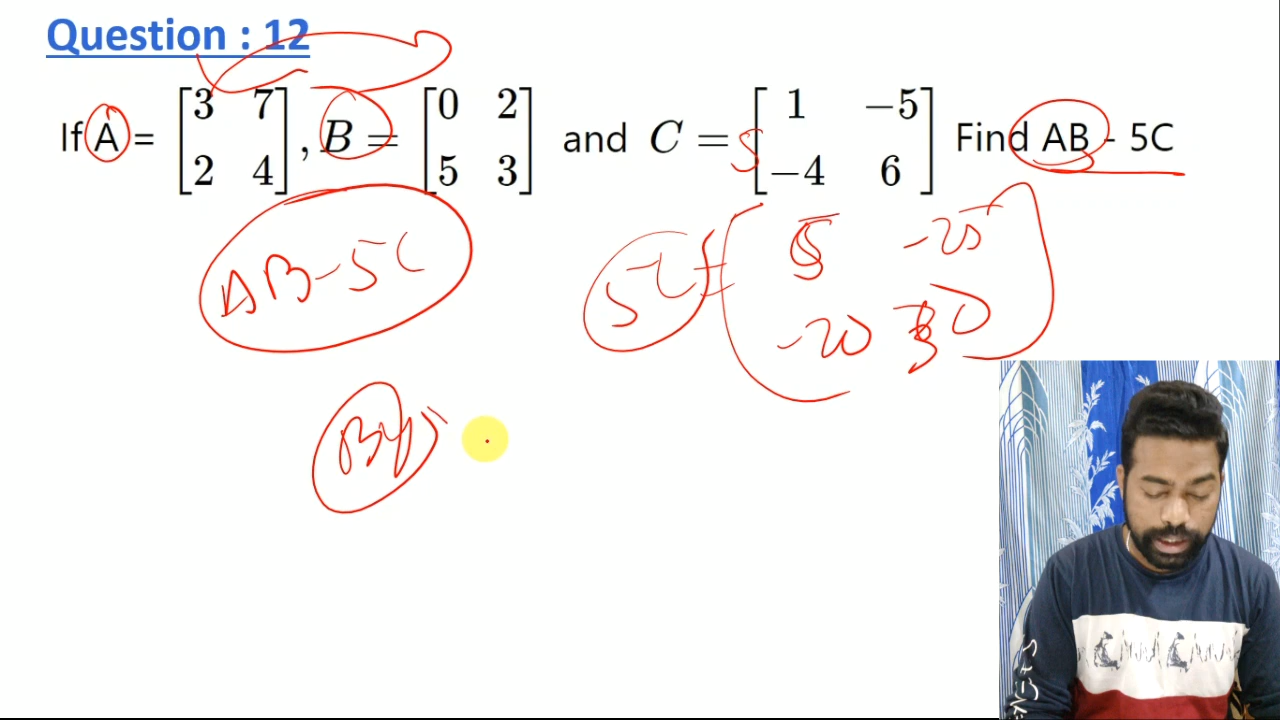 Question : 12
If A = [3 7 2 4], B = [0 2 5 3] and C = [1 −5 −4 6] Find AB - 5C
5
AB-5C
5C = [5 -25
-20 30]